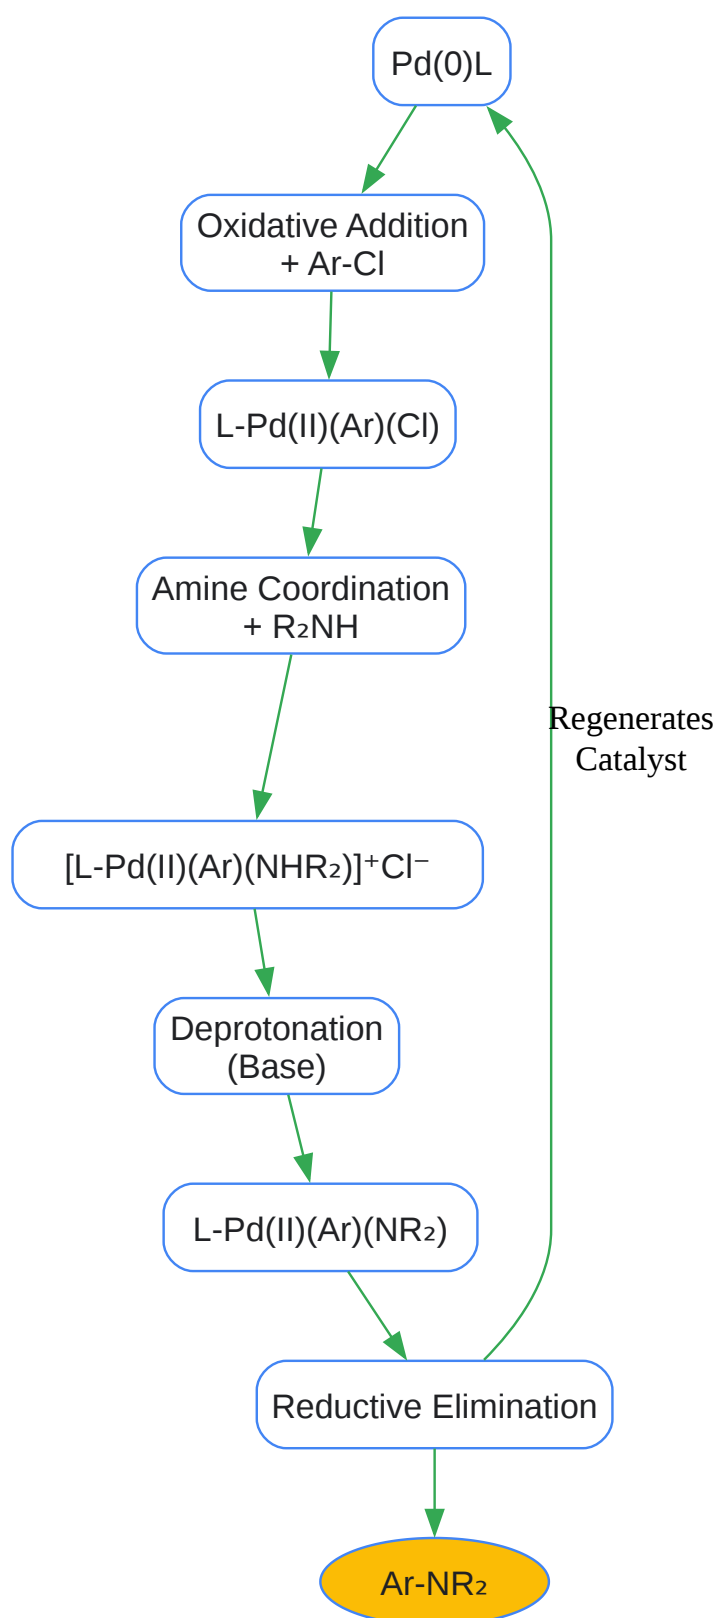 Pd(0)L
Oxidative Addition
+ Ar-Cl
L-Pd(II)(Ar)(Cl)
Amine Coordination
+ R₂NH
Regenerates
Catalyst
[L-Pd(II)(Ar)(NHR₂)]⁺Cl⁻
Deprotonation
(Base)
L-Pd(II)(Ar)(NR₂)
Reductive Elimination
Ar-NR₂